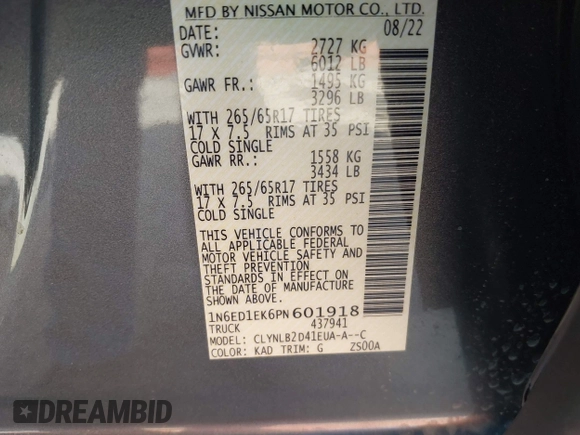 MFD BY NISSAN MOTOR CO., LTD.
DATE: 08/22
GVWR: 2727 KG
6012 LB
GAWR FR.: 1495 KG
3296 LB
WITH 265/65R17 TIRES
17 X 7.5 RIMS AT 35 PSI
COLD SINGLE
GAWR RR.: 1558 KG
3434 LB
WITH 265/65R17 TIRES
17 X 7.5 RIMS AT 35 PSI
COLD SINGLE
THIS VEHICLE CONFORMS TO
ALL APPLICABLE FEDERAL
MOTOR VEHICLE SAFETY AND
THEFT PREVENTION
STANDARDS IN EFFECT ON
THE DATE OF MANUFACTURE
SHOWN ABOVE.
1N6ED1EK6PN601918
TRUCK 437941
MODEL: CLYNLB2D41EUA-A--C
COLOR: KAD TRIM: G ZS00A
DREAMBID